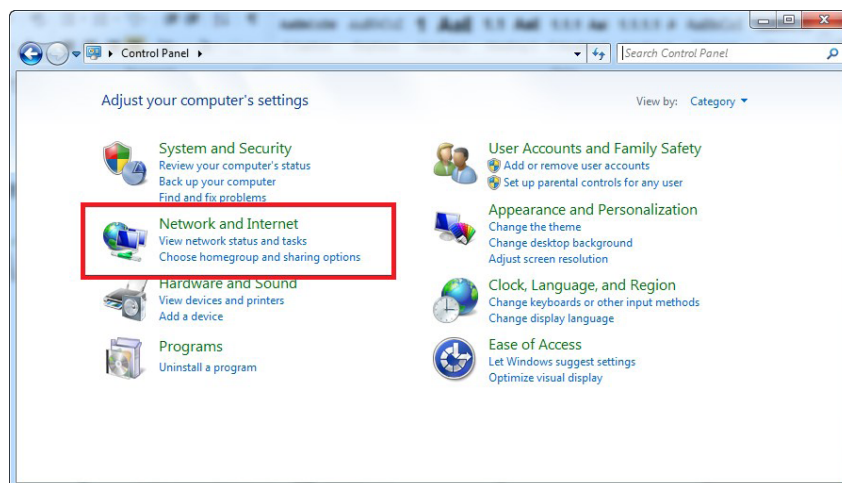 Control Panel
Search Control Panel
Adjust your computer's settings
View by: Category
System and Security
Review your computer's status
Back up your computer
Find and fix problems
Network and Internet
View network status and tasks
Choose homegroup and sharing options
Hardware and Sound
View devices and printers
Add a device
Programs
Uninstall a program
User Accounts and Family Safety
Add or remove user accounts
Set up parental controls for any user
Appearance and Personalization
Change the theme
Change desktop background
Adjust screen resolution
Clock, Language, and Region
Change keyboards or other input methods
Change display language
Ease of Access
Let Windows suggest settings
Optimize visual display